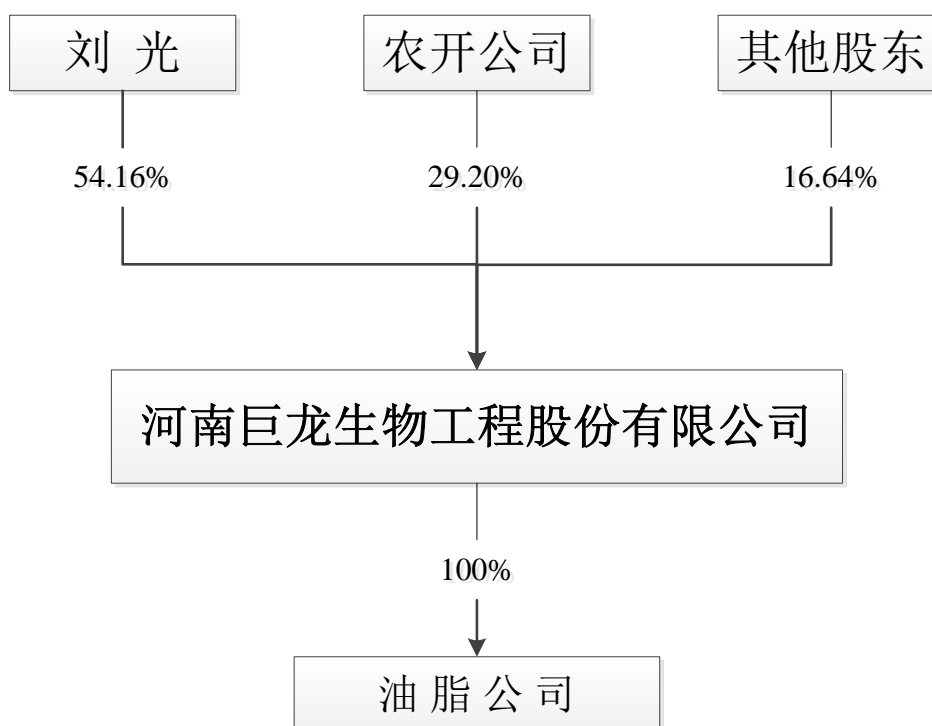 刘 光
农开公司
其他股东
54.16%
29.20%
16.64%
河南巨龙生物工程股份有限公司
100%
油 脂 公 司